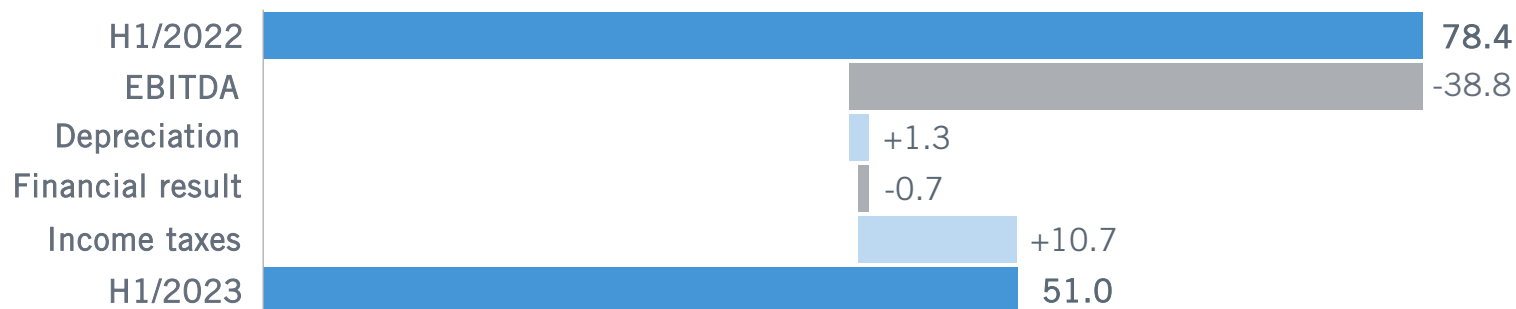 H1/2022 78.4
EBITDA -38.8
Depreciation +1.3
Financial result -0.7
Income taxes +10.7
H1/2023 51.0